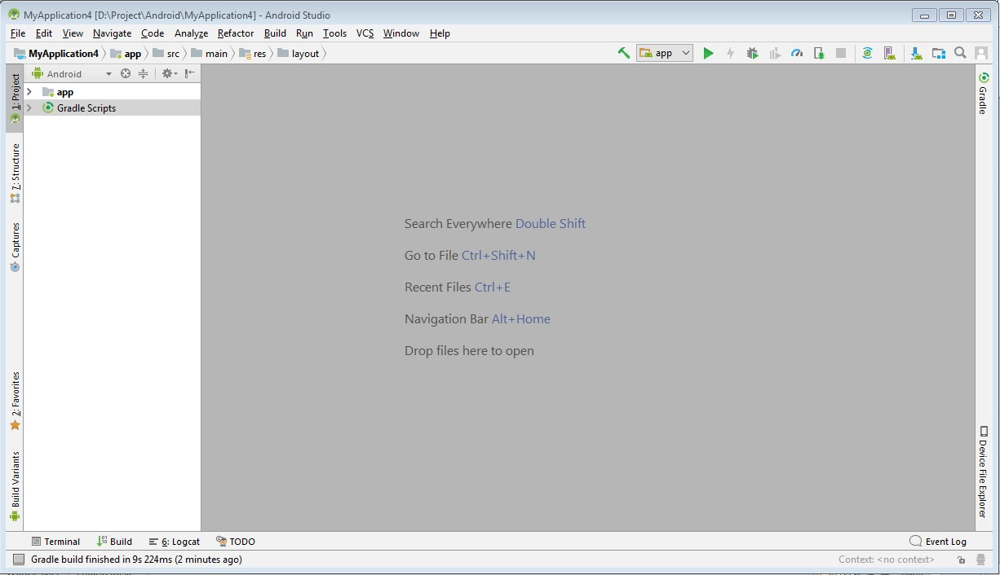 MyApplication4 [D:\Project\Android\MyApplication4] - Android Studio
File Edit View Navigate Code Analyze Refactor Build Run Tools VCS Window Help
MyApplication4 app src main res layout app
Android
1: Project
app
Gradle Scripts
7: Structure
Captures
2: Favorites
Build Variants
Search Everywhere Double Shift
Go to File Ctrl+Shift+N
Recent Files Ctrl+E
Navigation Bar Alt+Home
Drop files here to open
Gradle
Device File Explorer
Terminal Build 6: Logcat TODO Event Log
Gradle build finished in 9s 224ms (2 minutes ago) Context: <no context>